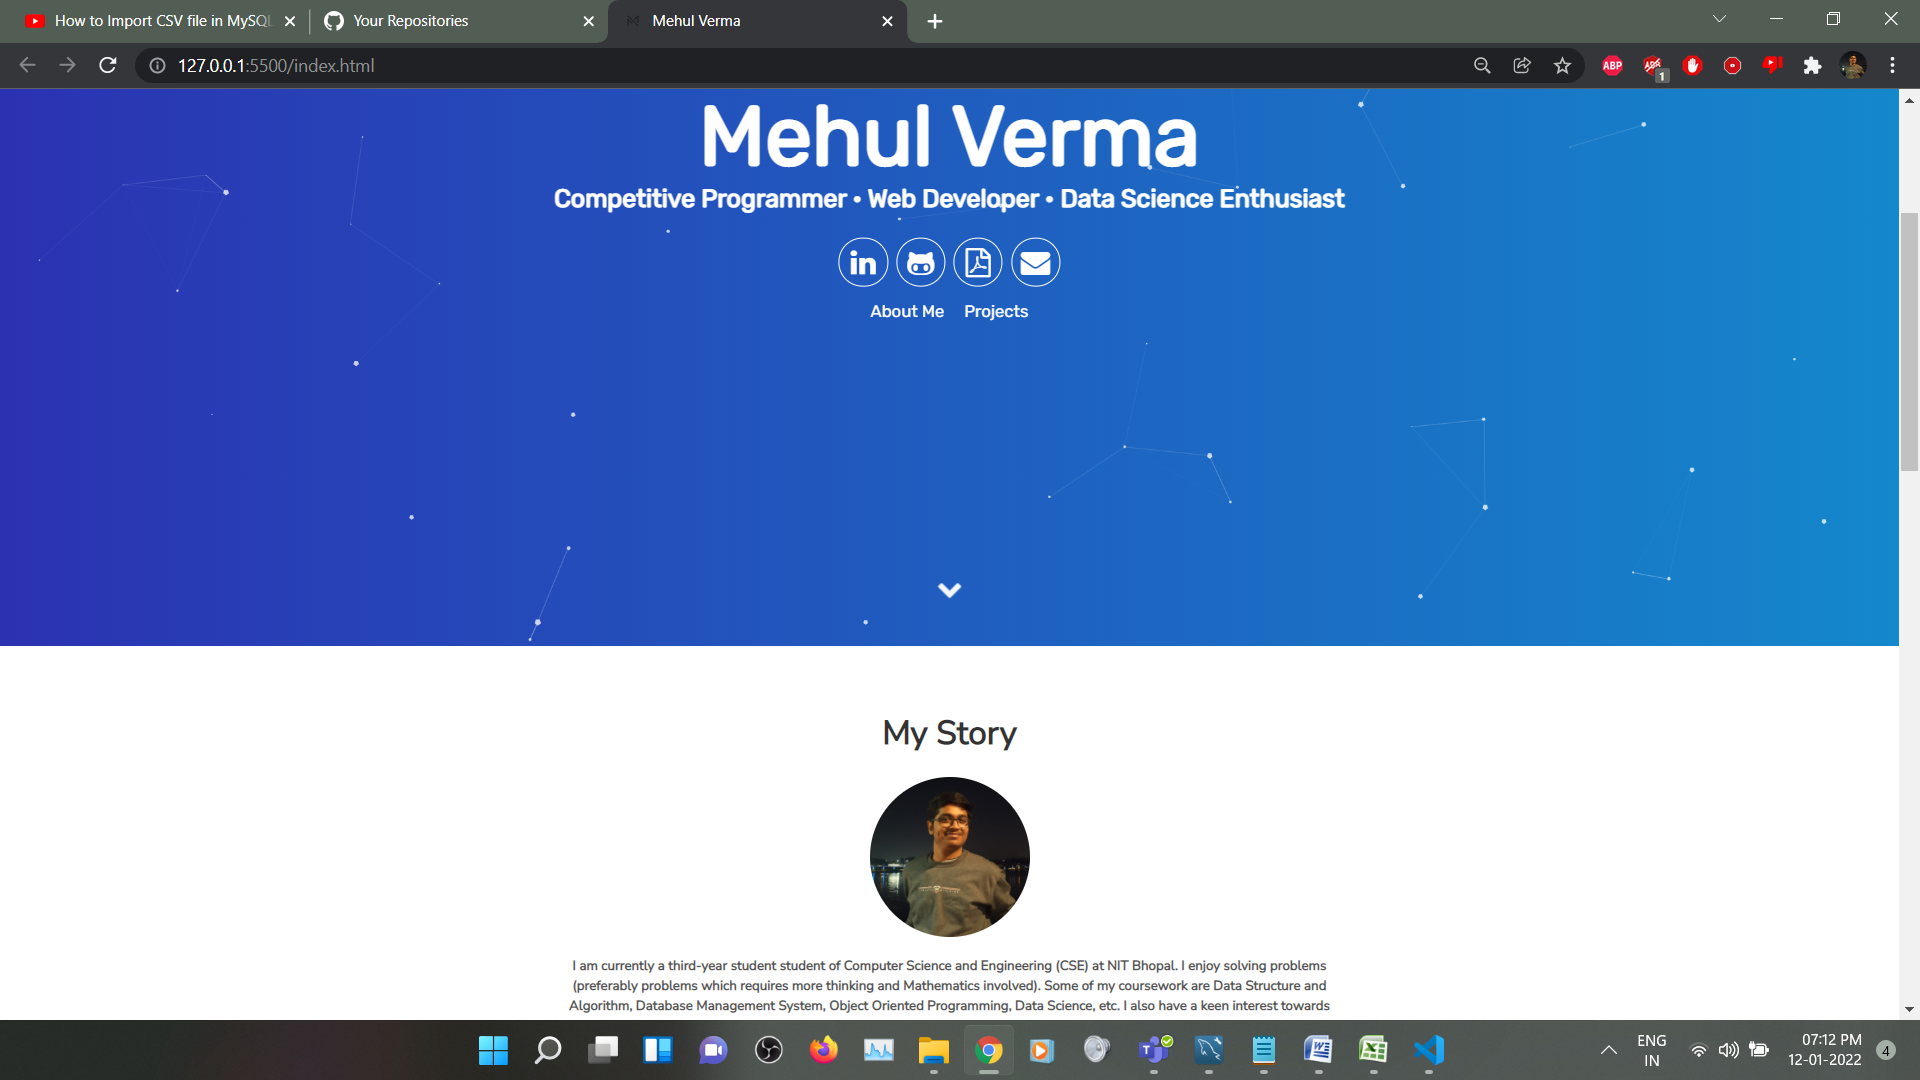 How to Import CSV file in MySQL
Your Repositories
Mehul Verma
127.0.0.1:5500/index.html
ABP
1
Mehul Verma
Competitive Programmer • Web Developer • Data Science Enthusiast
About Me Projects
My Story
I am currently a third-year student student of Computer Science and Engineering (CSE) at NIT Bhopal. I enjoy solving problems
(preferably problems which requires more thinking and Mathematics involved). Some of my coursework are Data Structure and
Algorithm, Database Management System, Object Oriented Programming, Data Science, etc. I also have a keen interest towards
ENG
IN
07:12 PM
12-01-2022
4